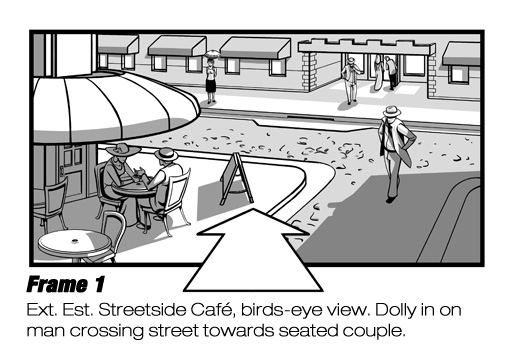 Frame 1
Ext. Est. Streetside Café, birds-eye view. Dolly in on
man crossing street towards seated couple.